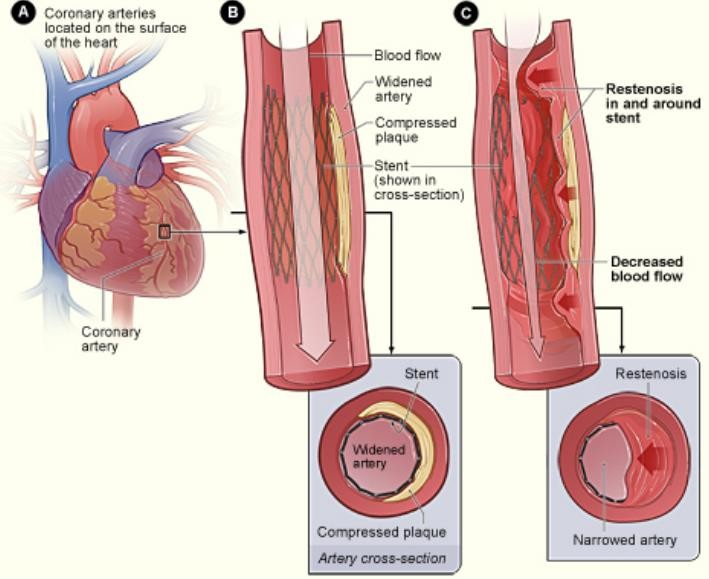 A
Coronary arteries
located on the surface
of the heart
Coronary
artery
B
Blood flow
Widened
artery
Compressed
plaque
Stent
(shown in
cross-section)
Stent
Widened
artery
Compressed plaque
Artery cross-section
C
Restenosis
in and around
stent
Decreased
blood flow
Restenosis
Narrowed artery